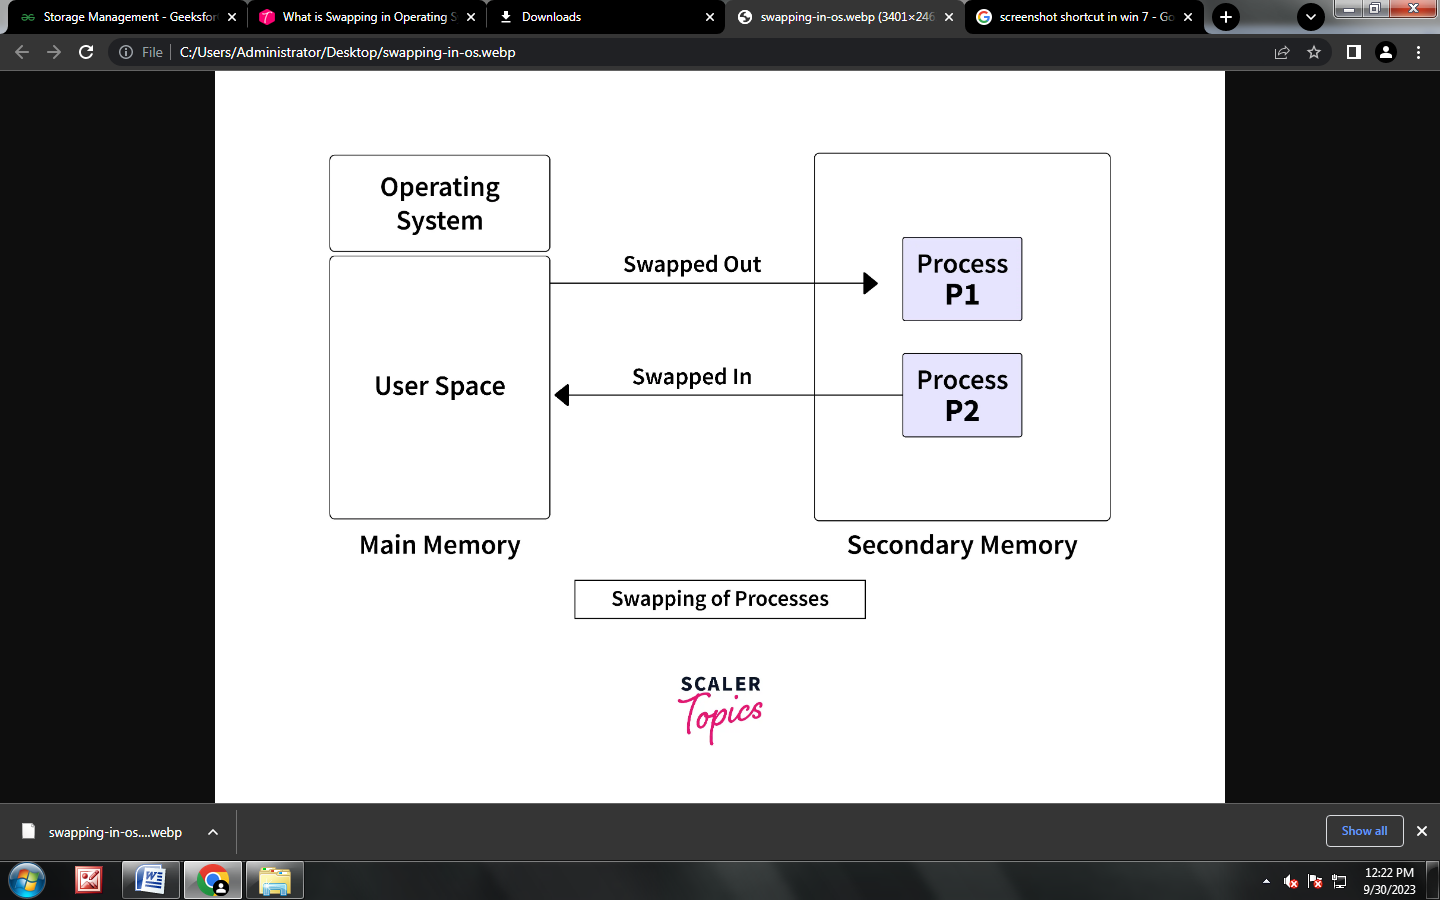 Storage Management - Geeksfor
What is Swapping in Operating S
Downloads
swapping-in-os.webp (3401×246
screenshot shortcut in win 7 - Go
File
C:/Users/Administrator/Desktop/swapping-in-os.webp
Operating
System
Swapped Out
Process
P1
User Space
Swapped In
Process
P2
Main Memory
Secondary Memory
Swapping of Processes
SCALER
Topics
swapping-in-os....webp
Show all
12:22 PM
9/30/2023